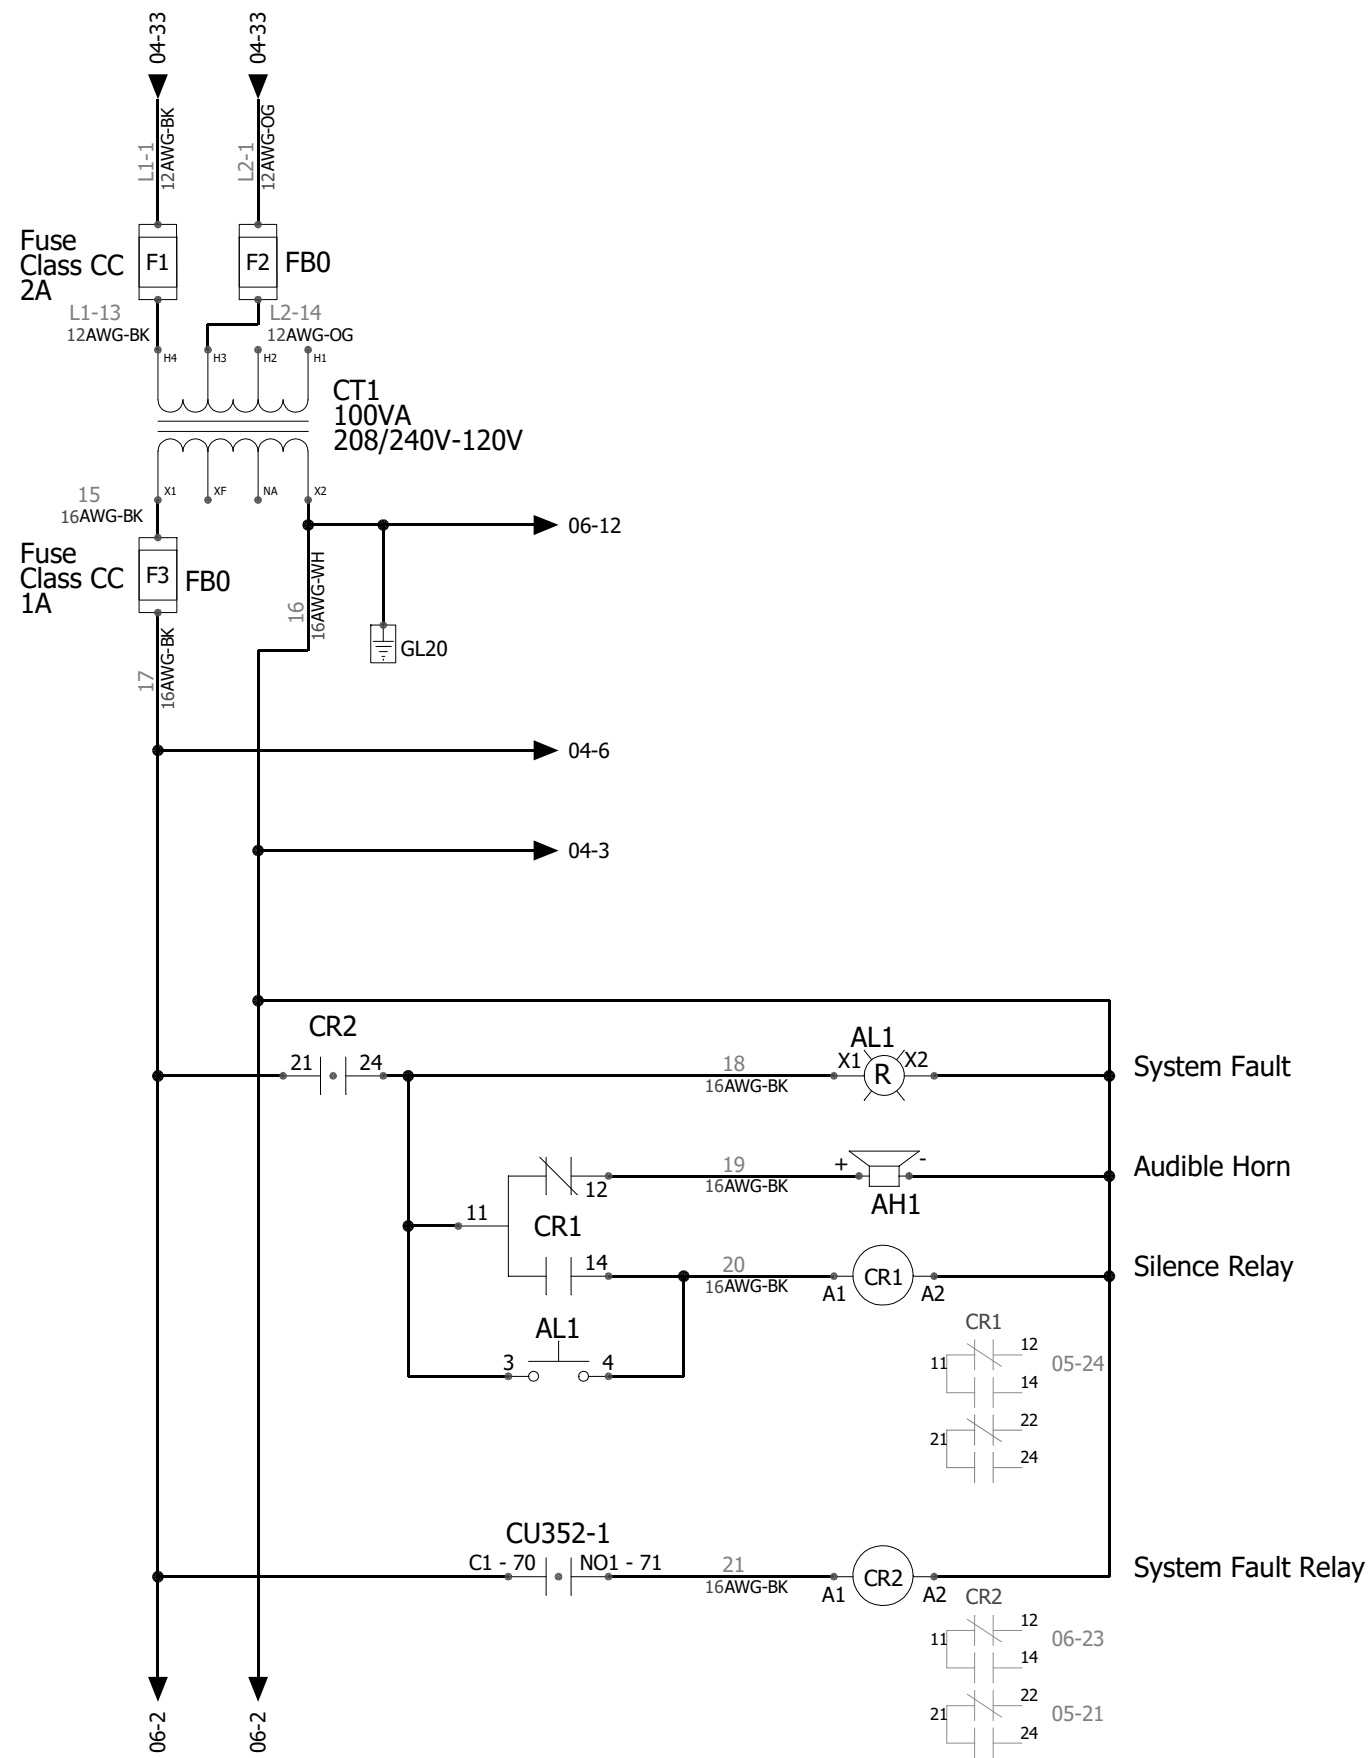 04-33
04-33
L1-1
12AWG-BK
L2-1
12AWG-OG
Fuse
Class CC
2A
F1
F2
FB0
L1-13
12AWG-BK
L2-14
12AWG-OG
H4
H3
H2
H1
CT1
100VA
208/240V-120V
X1
XF
NA
X2
15
16AWG-BK
06-12
Fuse
Class CC
1A
F3
FB0
16
16AWG-WH
GL20
17
16AWG-BK
04-6
04-3
CR2
21
24
18
16AWG-BK
AL1
X1
X2
R
System Fault
12
19
16AWG-BK
+
-
AH1
Audible Horn
11
CR1
14
20
16AWG-BK
A1
CR1
A2
Silence Relay
AL1
3
4
CR1
11
12
14
05-24
21
22
24
CU352-1
C1 - 70
NO1 - 71
21
16AWG-BK
A1
CR2
A2
System Fault Relay
CR2
11
12
14
06-23
21
22
24
05-21
06-2
06-2